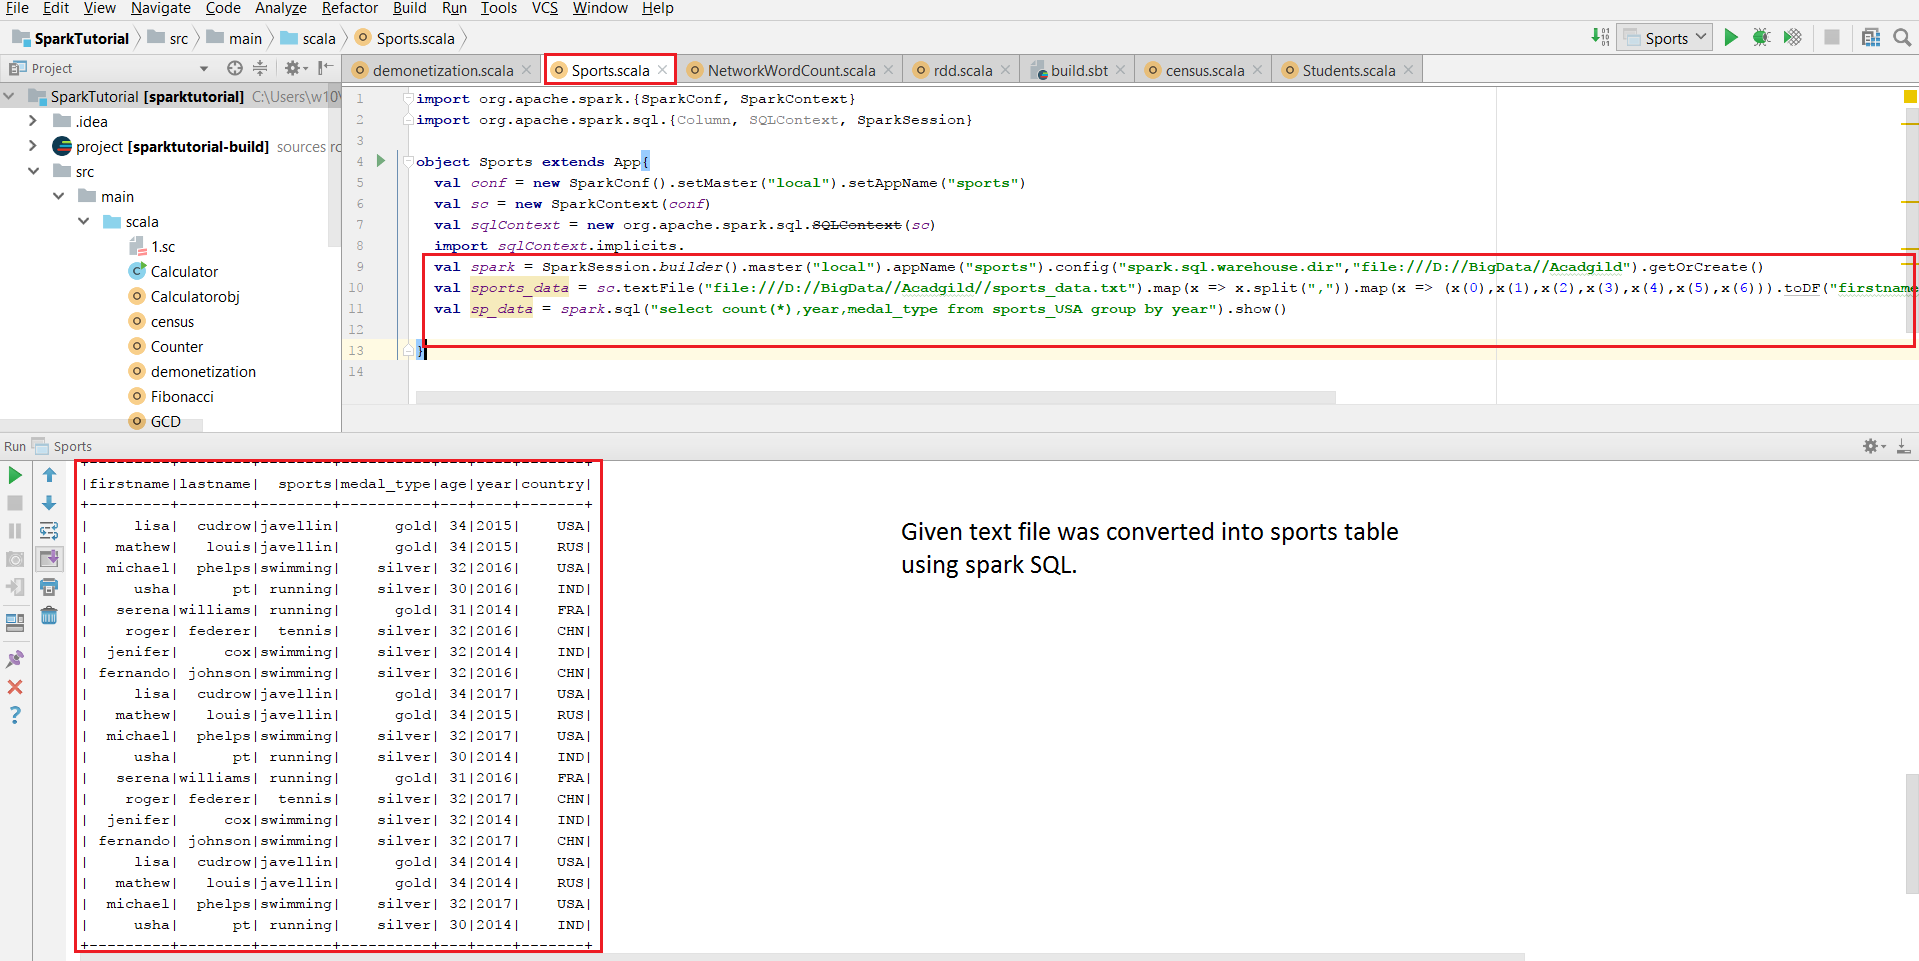 File Edit View Navigate Code Analyze Refactor Build Run Tools VCS Window Help
SparkTutorial src main scala Sports.scala
Sports
Project
demonetization.scala Sports.scala NetworkWordCount.scala rdd.scala build.sbt census.scala Students.scala
SparkTutorial [sparktutorial] C:\Users\w10\
.idea
project [sparktutorial-build] sources
src
main
scala
1.sc
Calculator
Calculatorobj
census
Counter
demonetization
Fibonacci
GCD
1 import org.apache.spark.{SparkConf, SparkContext}
2 import org.apache.spark.sql.{Column, SQLContext, SparkSession}
3
4 object Sports extends App{
5 val conf = new SparkConf().setMaster("local").setAppName("sports")
6 val sc = new SparkContext(conf)
7 val sqlContext = new org.apache.spark.sql.SQLContext(sc)
8 import sqlContext.implicits.
9 val spark = SparkSession.builder().master("local").appName("sports").config("spark.sql.warehouse.dir","file:///D://BigData//Acadgild").getOrCreate()
10 val sports_data = sc.textFile("file:///D://BigData//Acadgild//sports_data.txt").map(x => x.split(",")).map(x => (x(0),x(1),x(2),x(3),x(4),x(5),x(6))).toDF("firstname
11 val sp_data = spark.sql("select count(*),year,medal_type from sports_USA group by year").show()
12
13 }
14
Run Sports
+---------+--------+--------+----------+---+----+-------+
|firstname|lastname|  sports|medal_type|age|year|country|
+---------+--------+--------+----------+---+----+-------+
|     lisa|  cudrow|javellin|      gold| 34|2015|    USA|
|   mathew|   louis|javellin|      gold| 34|2015|    RUS|
|  michael|  phelps|swimming|    silver| 32|2016|    USA|
|     usha|      pt| running|    silver| 30|2016|    IND|
|   serena|williams| running|      gold| 31|2014|    FRA|
|    roger| federer|  tennis|    silver| 32|2016|    CHN|
|  jenifer|     cox|swimming|    silver| 32|2014|    IND|
| fernando| johnson|swimming|    silver| 32|2016|    CHN|
|     lisa|  cudrow|javellin|      gold| 34|2017|    USA|
|   mathew|   louis|javellin|      gold| 34|2015|    RUS|
|  michael|  phelps|swimming|    silver| 32|2017|    USA|
|     usha|      pt| running|    silver| 30|2014|    IND|
|   serena|williams| running|      gold| 31|2016|    FRA|
|    roger| federer|  tennis|    silver| 32|2017|    CHN|
|  jenifer|     cox|swimming|    silver| 32|2014|    IND|
| fernando| johnson|swimming|    silver| 32|2017|    CHN|
|     lisa|  cudrow|javellin|      gold| 34|2014|    USA|
|   mathew|   louis|javellin|      gold| 34|2014|    RUS|
|  michael|  phelps|swimming|    silver| 32|2017|    USA|
|     usha|      pt| running|    silver| 30|2014|    IND|
+---------+--------+--------+----------+---+----+-------+
Given text file was converted into sports table
using spark SQL.